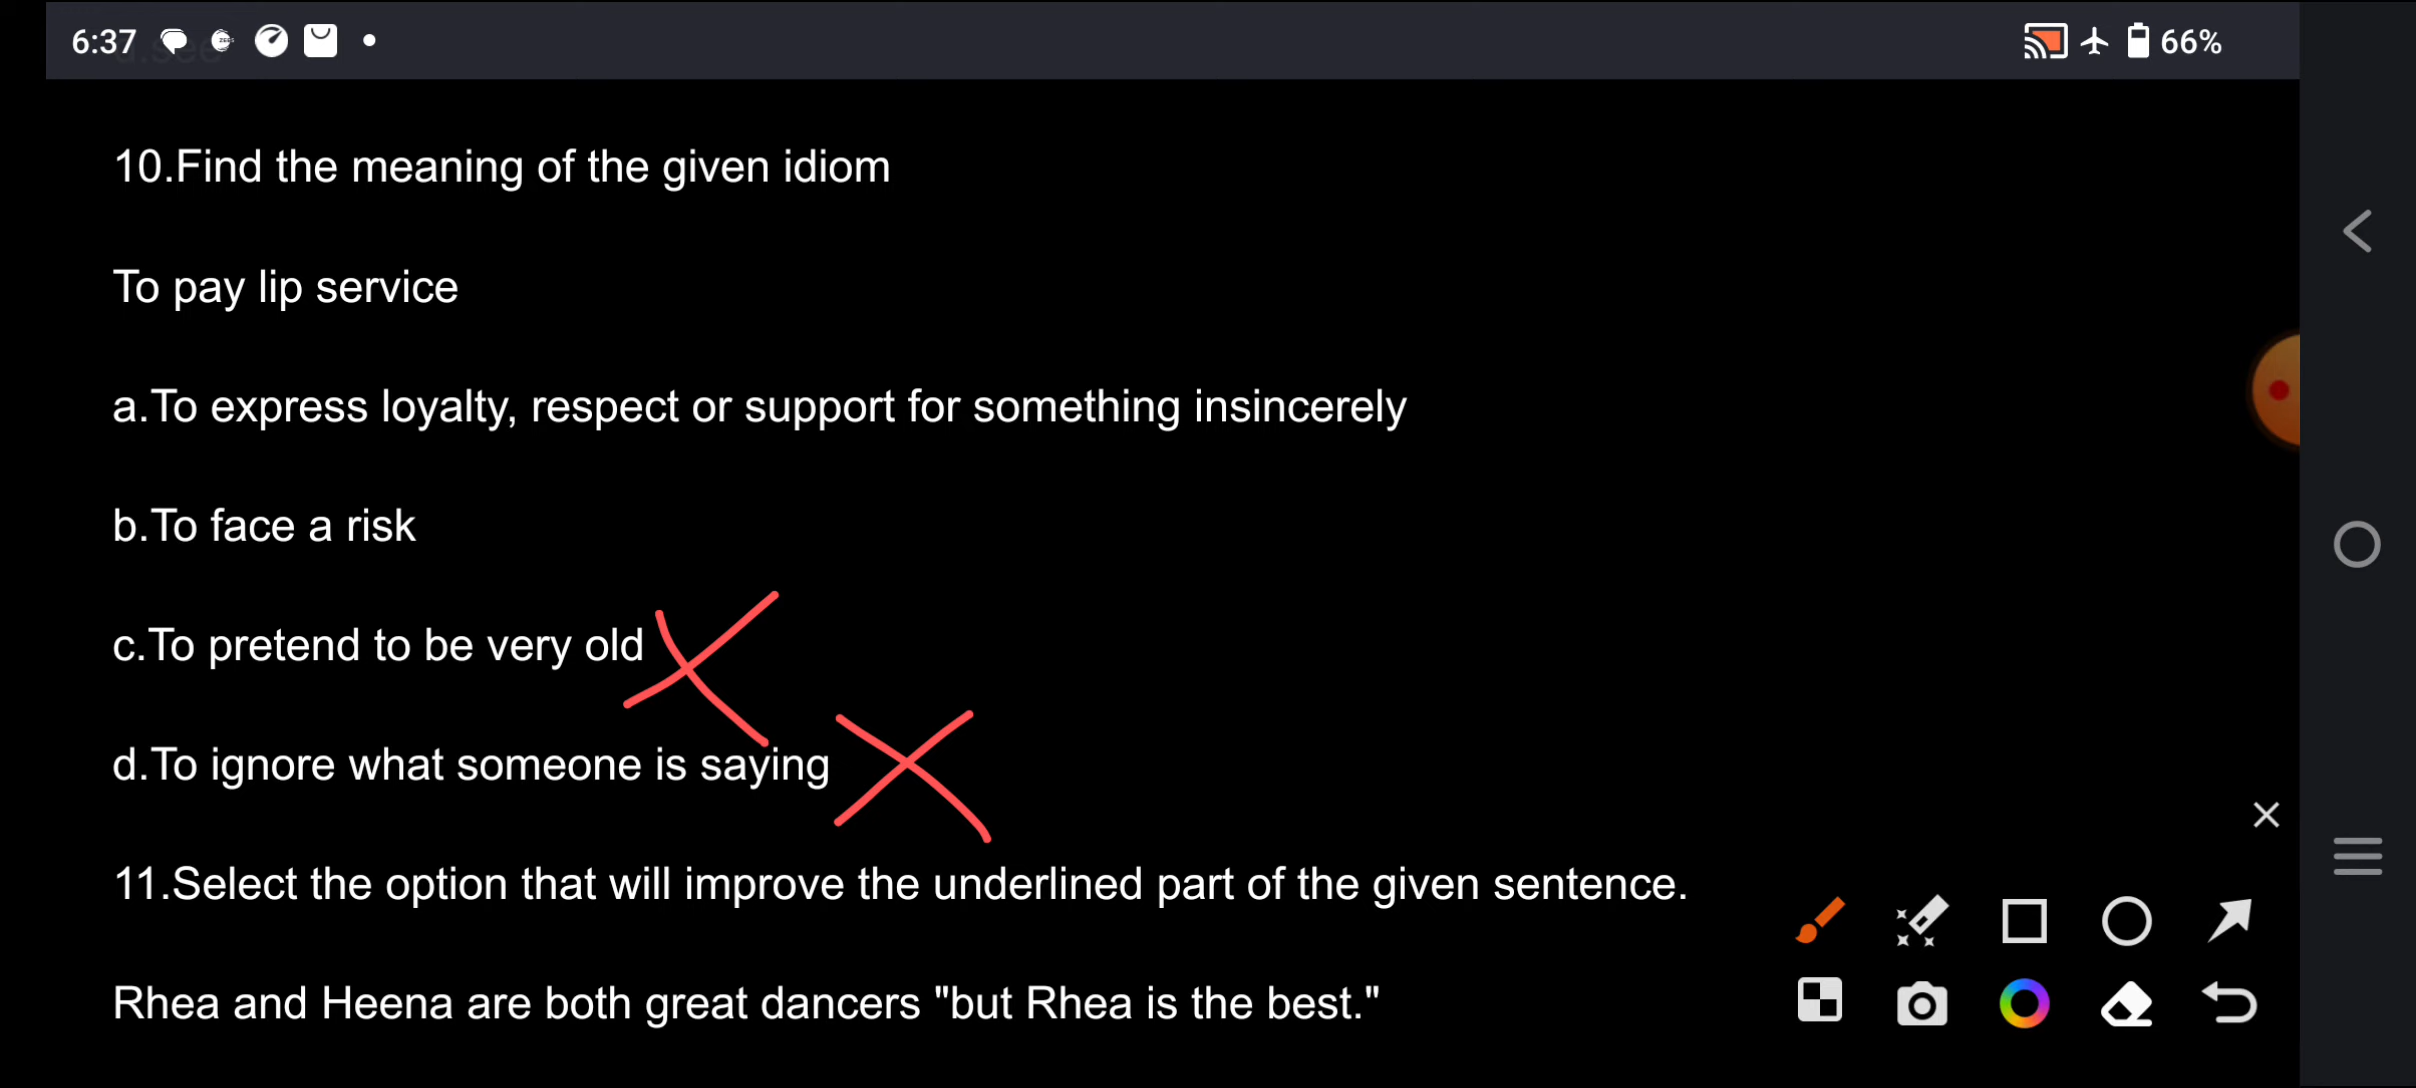 6:37
66%
10.Find the meaning of the given idiom
To pay lip service
a.To express loyalty, respect or support for something insincerely
b.To face a risk
c.To pretend to be very old
d.To ignore what someone is saying
11.Select the option that will improve the underlined part of the given sentence.
Rhea and Heena are both great dancers "but Rhea is the best."